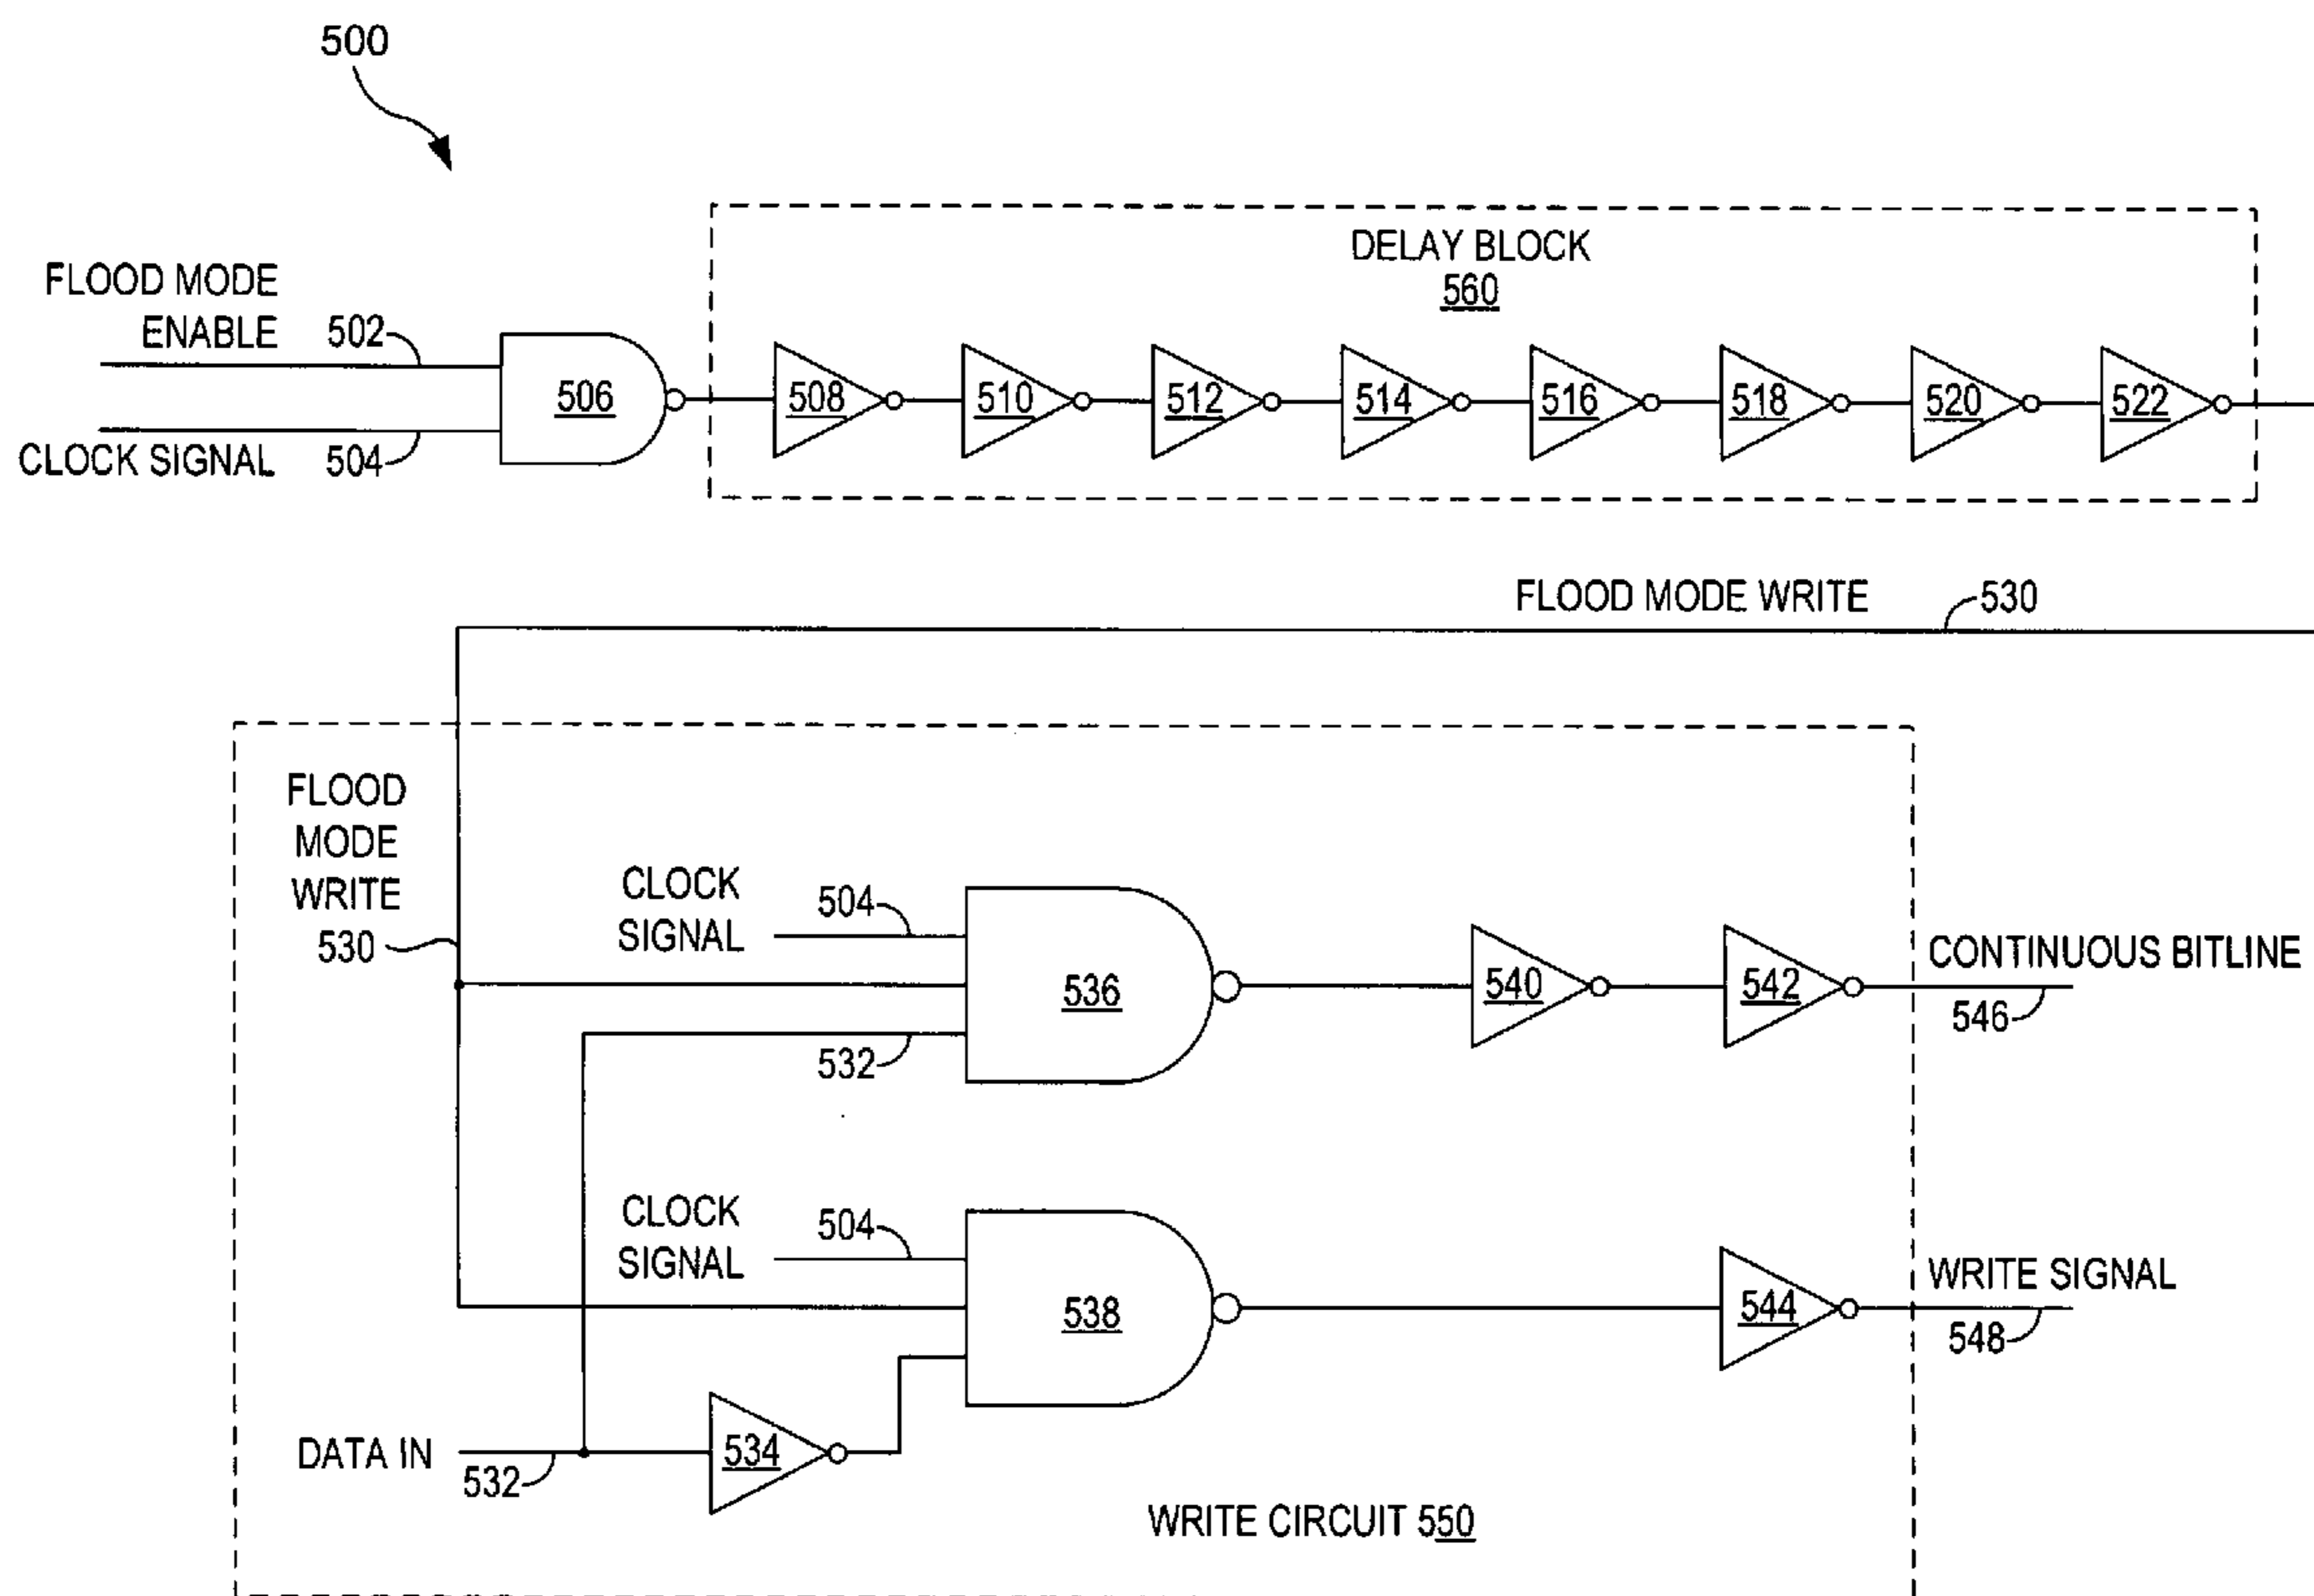 500
DELAY BLOCK
560
FLOOD MODE
ENABLE 502
CLOCK SIGNAL 504
506
508
510
512
514
516
518
520
522
FLOOD MODE WRITE 530
FLOOD
MODE
WRITE
530
CLOCK
SIGNAL
504
532
536
540
542
CONTINUOUS BITLINE
546
CLOCK
SIGNAL
504
538
544
WRITE SIGNAL
548
DATA IN
532
534
WRITE CIRCUIT 550